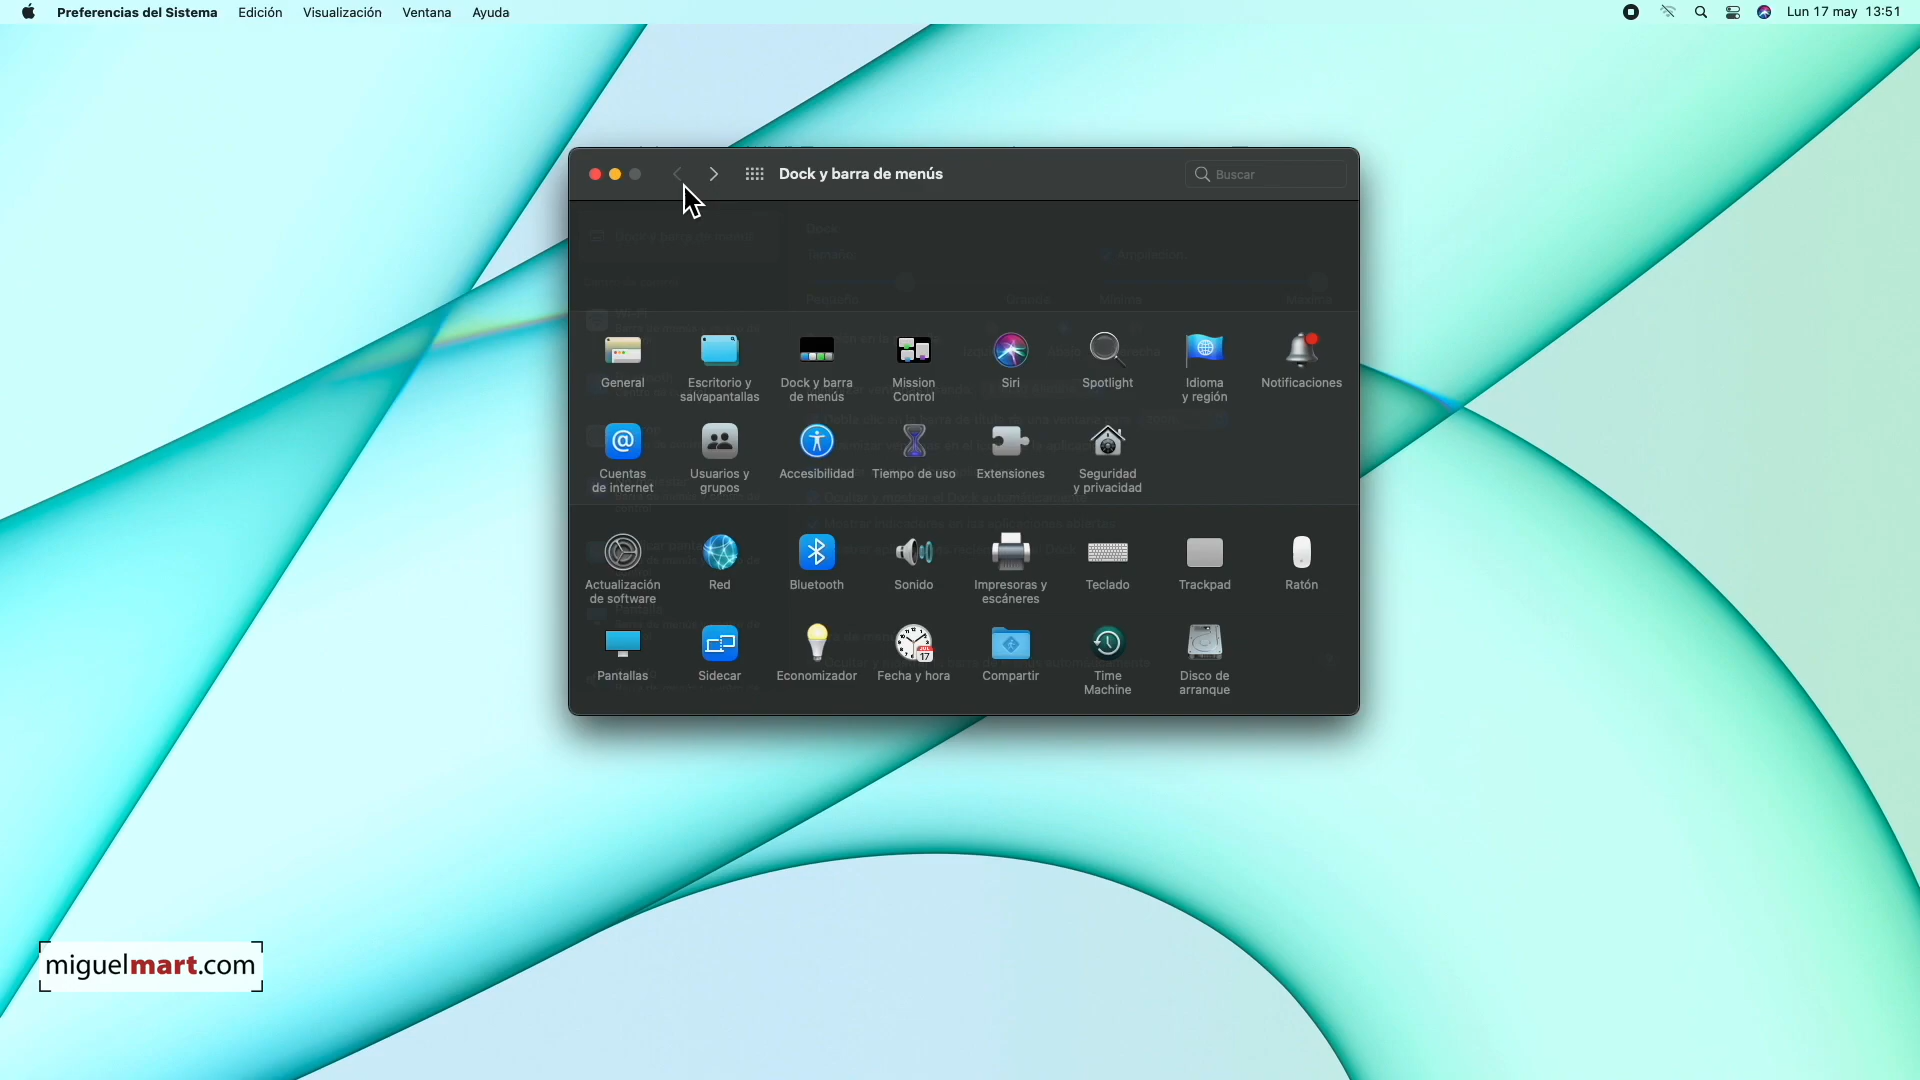 Preferencias del Sistema Edición Visualización Ventana Ayuda Lun 17 may 13:51
Dock y barra de menús Buscar
General Escritorio y salvapantallas Dock y barra de menús Mission Control Siri Spotlight Idioma y región Notificaciones
Cuentas de internet Usuarios y grupos Accesibilidad Tiempo de uso Extensiones Seguridad y privacidad
Actualización de software Red Bluetooth Sonido Impresoras y escáneres Teclado Trackpad Ratón
Pantallas Sidecar Economizador Fecha y hora Compartir Time Machine Disco de arranque
miguelmart.com